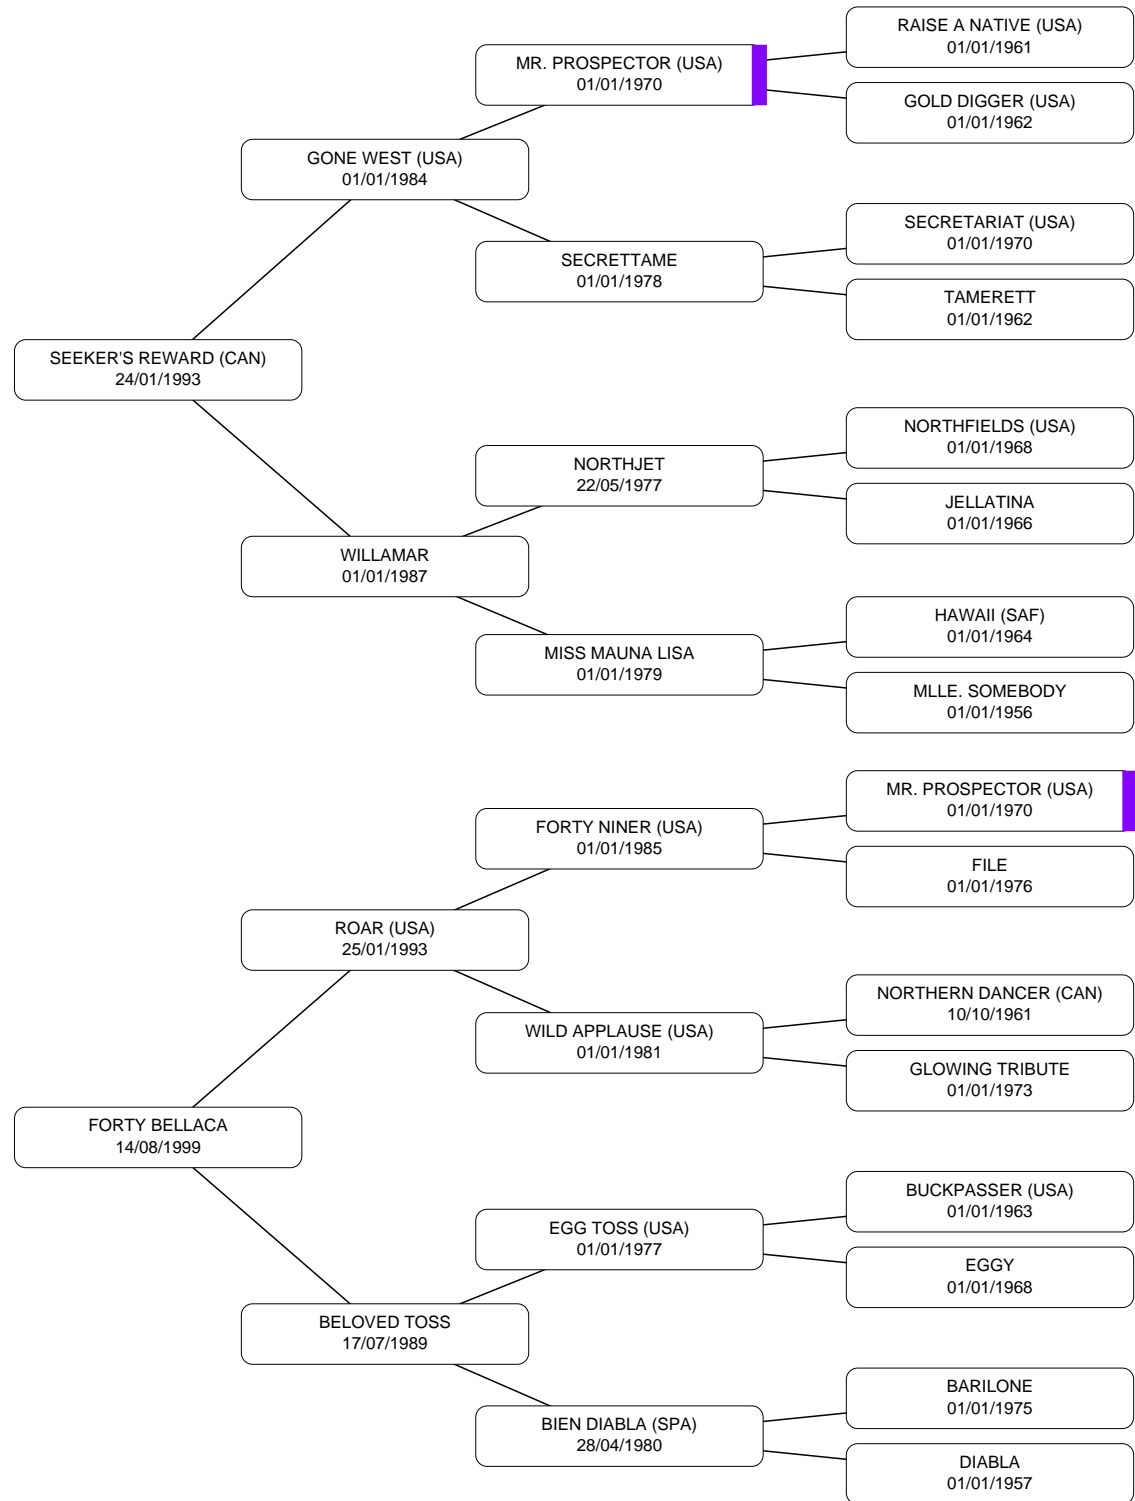 RAISE A NATIVE (USA)
01/01/1961
MR. PROSPECTOR (USA)
01/01/1970
GOLD DIGGER (USA)
01/01/1962
GONE WEST (USA)
01/01/1984
SECRETARIAT (USA)
01/01/1970
SECRETTAME
01/01/1978
TAMERETT
01/01/1962
SEEKER'S REWARD (CAN)
24/01/1993
NORTHFIELDS (USA)
01/01/1968
NORTHJET
22/05/1977
JELLATINA
01/01/1966
WILLAMAR
01/01/1987
HAWAII (SAF)
01/01/1964
MISS MAUNA LISA
01/01/1979
MLLE. SOMEBODY
01/01/1956
MR. PROSPECTOR (USA)
01/01/1970
FORTY NINER (USA)
01/01/1985
FILE
01/01/1976
ROAR (USA)
25/01/1993
NORTHERN DANCER (CAN)
10/10/1961
WILD APPLAUSE (USA)
01/01/1981
GLOWING TRIBUTE
01/01/1973
FORTY BELLACA
14/08/1999
BUCKPASSER (USA)
01/01/1963
EGG TOSS (USA)
01/01/1977
EGGY
01/01/1968
BELOVED TOSS
17/07/1989
BARILONE
01/01/1975
BIEN DIABLA (SPA)
28/04/1980
DIABLA
01/01/1957